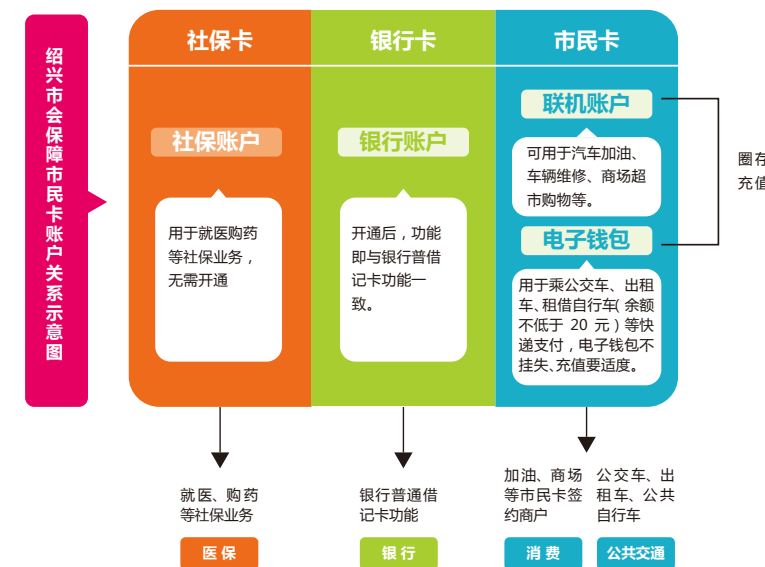 绍兴市会保障市民卡账户关系示意图
社保卡
社保账户
用于就医购药
等社保业务，
无需开通
银行卡
银行账户
开通后，功能
即与银行普借
记卡功能一
致。
市民卡
联机账户
可用于汽车加油、
车辆维修、商场超
市购物等。
电子钱包
用于乘公交车、出租
车、租借自行车（余额
不低于 20 元）等快
递支付，电子钱包不
挂失、充值要适度。
圈存
充值
就医、购药
等社保业务
医保
银行普通借
记卡功能
银行
加油、商场
等市民卡签
约商户
消费
公交车、出
租车、公共
自行车
公共交通